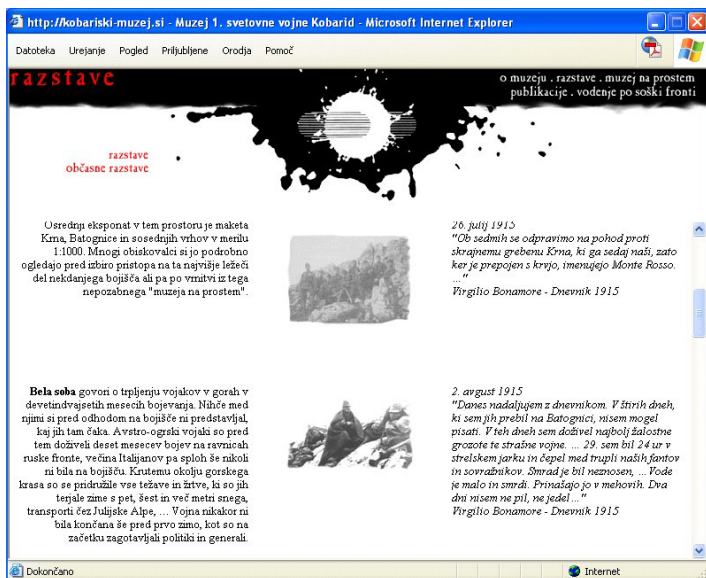 http://kobariski-muzej.si - Muzej 1. svetovne vojne Kobarid - Microsoft Internet Explorer
Datoteka Urejanje Pogled Priljubljene Orodja Pomoč
razstave
o muzeju . razstave . muzej na prostem
publikacije . vodenje po soški fronti
razstave
občasne razstave
Osrednji eksponat v tem prostoru je maketa
Krna, Batognice in sosednjih vrhov v merilu
1:1000. Mnogi obiskovalci si jo podrobno
ogledajo pred izbiro pristopa na ta najvišje ležeči
del nekdanjega bojišča ali pa po vrnitvi iz tega
nepozabnega "muzeja na prostem".
26. julij 1915
"Ob sedmih se odpravimo na pohod proti
skrajnemu grebenu Krna, ki ga sedaj naši, zato
ker je prepojen s krvjo, imenujejo Monte Rosso.
..."
Virgilio Bonamore - Dnevnik 1915
Bela soba govori o trpljenju vojakov v gorah v
devetindvajsetih mesecih bojevanja. Nihče med
njimi si pred odhodom na bojišče ni predstavljal,
kaj jih tam čaka. Avstro-ogrski vojaki so pred
tem doživeli deset mesecev bojev na ravnicah
ruske fronte, večina Italijanov pa sploh še nikoli
ni bila na bojišču. Krutemu okolju gorskega
krasa so se pridružile vse težave in žrtve, ki so jih
terjale zime s pet, šest in več metri snega,
transporti čez Julijske Alpe, ... Vojna nikakor ni
bila končana še pred prvo zimo, kot so na
začetku zagotavljali politiki in generali.
2. avgust 1915
"Danes nadaljujem z dnevnikom. V štirih dneh,
ki sem jih prebil na Batognici, nisem mogel
pisati. V teh dneh sem doživel najbolj žalostne
grozote te strašne vojne. ... 29. sem bil 24 ur v
strelskem jarku in čepel med trupli naših fantov
in sovražnikov. Smrad je bil neznosen, ... Vode
je malo in smrdi. Prinašajo jo v mehovih. Dva
dni nisem ne pil, ne jedel ..."
Virgilio Bonamore - Dnevnik 1915
Dokončano
Internet